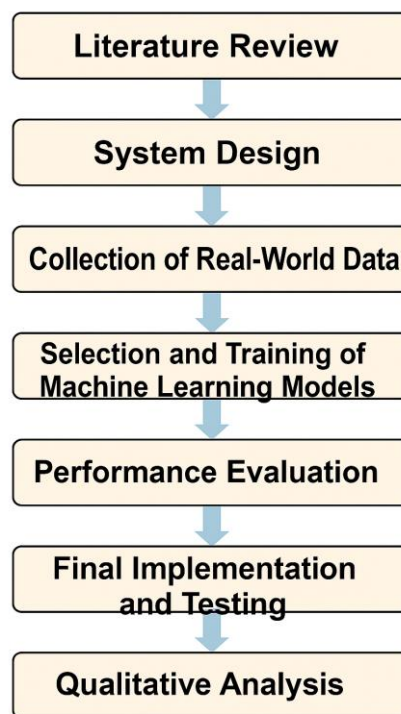 Literature Review
System Design
Collection of Real-World Data
Selection and Training of
Machine Learning Models
Performance Evaluation
Final Implementation
and Testing
Qualitative Analysis